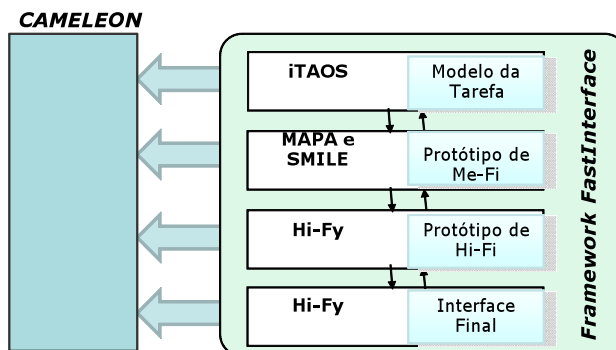 CAMELEON
iTAOS
Modelo da
Tarefa
MAPA e
SMILE
Protótipo de
Me-Fi
Hi-Fy
Protótipo de
Hi-Fi
Hi-Fy
Interface
Final
Framework FastInterface